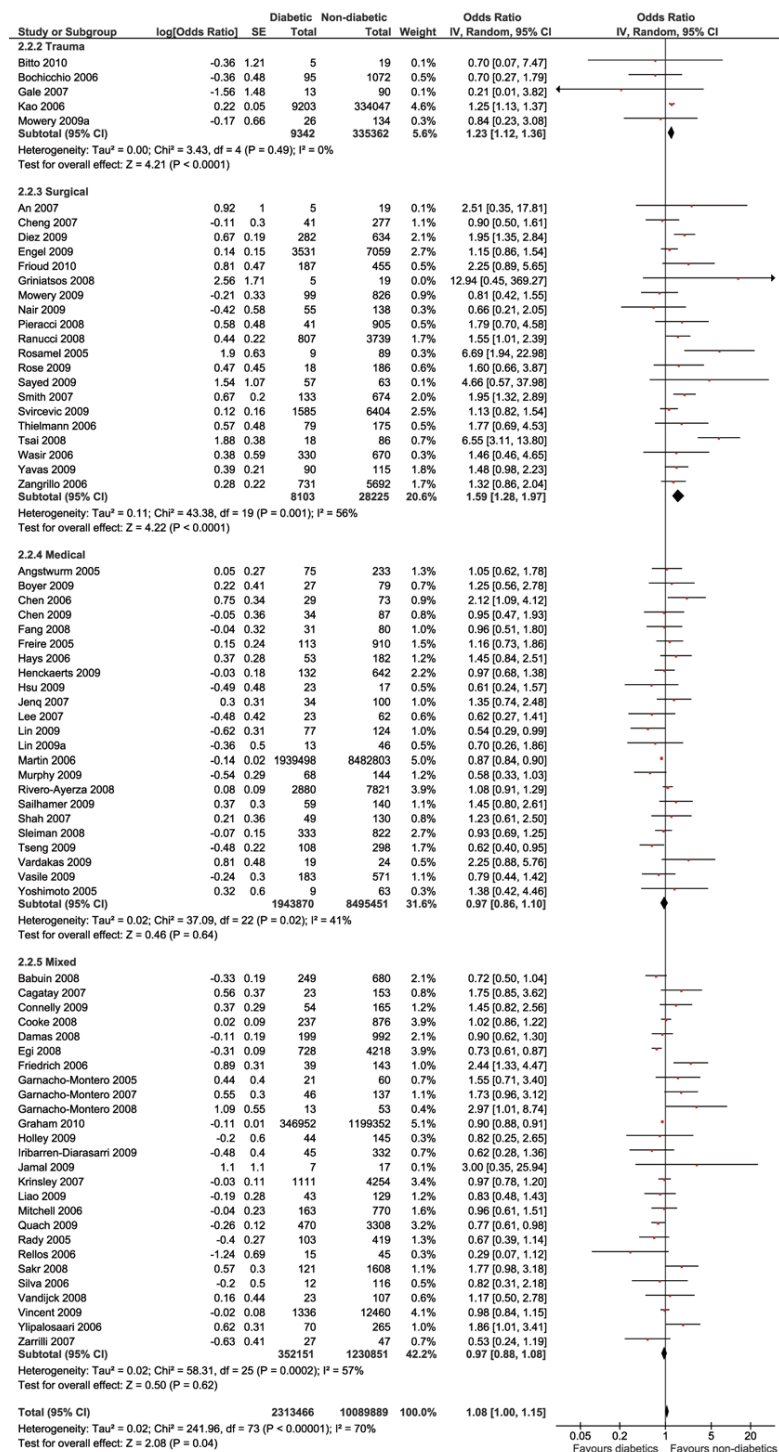 Diabetic Non-diabetic Odds Ratio Odds Ratio
Study or Subgroup log[Odds Ratio] SE Total Total Weight IV, Random, 95% CI IV, Random, 95% CI
2.2.2 Trauma
Bitto 2010 -0.36 1.21 5 19 0.1% 0.70 [0.07, 7.47]
Bochicchio 2006 -0.36 0.48 95 1072 0.5% 0.70 [0.27, 1.79]
Gale 2007 -1.56 1.48 13 90 0.1% 0.21 [0.01, 3.82]
Kao 2006 0.22 0.05 9203 334047 4.6% 1.25 [1.13, 1.37]
Mowery 2009a -0.17 0.66 26 134 0.3% 0.84 [0.23, 3.08]
Subtotal (95% CI) 9342 335362 5.6% 1.23 [1.12, 1.36]
Heterogeneity: Tau² = 0.00; Chi² = 3.43, df = 4 (P = 0.49); I² = 0%
Test for overall effect: Z = 4.21 (P < 0.0001)
2.2.3 Surgical
An 2007 0.92 1 5 19 0.1% 2.51 [0.35, 17.81]
Cheng 2007 -0.11 0.3 41 277 1.1% 0.90 [0.50, 1.61]
Diez 2009 0.67 0.19 282 634 2.1% 1.95 [1.35, 2.84]
Engel 2009 0.14 0.15 3531 7059 2.6% 1.15 [0.86, 1.54]
Frioud 2010 0.81 0.47 187 455 0.5% 2.25 [0.89, 5.65]
Griniatsos 2008 2.56 1.71 5 19 0.0% 12.94 [0.45, 369.27]
Mowery 2009 -0.21 0.33 99 826 1.0% 0.81 [0.42, 1.55]
Nair 2009 -0.42 0.58 55 138 0.4% 0.66 [0.21, 2.05]
Pieracci 2008 0.58 0.48 41 905 0.5% 1.79 [0.70, 4.58]
Ranucci 2008 0.44 0.22 807 3739 1.7% 1.55 [1.01, 2.39]
Rosamel 2005 1.9 0.63 9 89 0.3% 6.69 [1.94, 22.98]
Rose 2009 0.47 0.45 18 186 0.6% 1.60 [0.66, 3.87]
Sayed 2009 1.54 1.07 57 63 0.1% 4.66 [0.57, 37.98]
Smith 2007 0.67 0.2 133 674 1.9% 1.95 [1.32, 2.89]
Svircevic 2009 0.12 0.16 1585 6404 2.5% 1.13 [0.82, 1.54]
Thielmann 2006 0.57 0.48 79 175 0.5% 1.77 [0.69, 4.53]
Tsai 2008 1.88 0.38 18 86 0.8% 6.55 [3.11, 13.80]
Wasir 2006 0.38 0.59 330 670 0.4% 1.46 [0.46, 4.65]
Yavas 2009 0.39 0.21 90 115 1.8% 1.48 [0.98, 2.23]
Zangrillo 2006 0.28 0.22 731 5692 1.7% 1.32 [0.86, 2.04]
Subtotal (95% CI) 8103 28225 20.6% 1.59 [1.28, 1.97]
Heterogeneity: Tau² = 0.11; Chi² = 43.38, df = 19 (P = 0.001); I² = 56%
Test for overall effect: Z = 4.22 (P < 0.0001)
2.2.4 Medical
Angstwurm 2005 0.05 0.27 75 233 1.3% 1.05 [0.62, 1.78]
Boyer 2009 0.22 0.41 27 79 0.7% 1.25 [0.56, 2.78]
Chen 2006 0.75 0.34 29 73 0.9% 2.12 [1.09, 4.12]
Chen 2009 -0.05 0.36 34 87 0.8% 0.95 [0.47, 1.93]
Fang 2008 -0.04 0.32 31 80 1.0% 0.96 [0.51, 1.80]
Freire 2005 0.15 0.24 113 910 1.5% 1.16 [0.73, 1.86]
Hays 2006 0.37 0.28 53 182 1.2% 1.45 [0.84, 2.51]
Henckaerts 2009 -0.03 0.18 132 642 2.2% 0.97 [0.68, 1.38]
Hsu 2009 -0.49 0.48 23 17 0.5% 0.61 [0.24, 1.57]
Jenq 2007 0.3 0.31 34 100 1.1% 1.35 [0.74, 2.48]
Lee 2007 -0.48 0.42 23 62 0.6% 0.62 [0.27, 1.41]
Lin 2009 -0.62 0.31 77 124 1.0% 0.54 [0.29, 0.99]
Lin 2009a -0.36 0.5 13 46 0.5% 0.70 [0.26, 1.86]
Martin 2006 -0.14 0.02 1939498 8482803 5.0% 0.87 [0.84, 0.90]
Murphy 2009 -0.54 0.29 68 144 1.2% 0.58 [0.33, 1.03]
Rivero-Ayerza 2008 0.08 0.09 2880 7821 3.8% 1.08 [0.91, 1.29]
Sailhamer 2009 0.37 0.3 59 140 1.1% 1.45 [0.80, 2.61]
Shah 2007 0.21 0.36 49 130 0.8% 1.23 [0.61, 2.50]
Sleiman 2008 -0.07 0.15 333 822 2.6% 0.93 [0.69, 1.25]
Tseng 2009 -0.48 0.22 108 298 1.7% 0.62 [0.40, 0.95]
Vardakas 2009 0.81 0.48 19 24 0.5% 2.25 [0.88, 5.76]
Vasile 2009 -0.24 0.3 183 571 1.1% 0.79 [0.44, 1.42]
Yoshimoto 2005 0.32 0.6 9 63 0.3% 1.38 [0.42, 4.46]
Subtotal (95% CI) 1943870 8495451 31.6% 0.97 [0.86, 1.10]
Heterogeneity: Tau² = 0.02; Chi² = 37.09, df = 22 (P = 0.02); I² = 41%
Test for overall effect: Z = 0.46 (P = 0.64)
2.2.5 Mixed
Babuin 2008 -0.33 0.19 249 680 2.1% 0.72 [0.50, 1.04]
Cagatay 2007 0.56 0.37 23 153 0.8% 1.75 [0.85, 3.62]
Connelly 2009 0.37 0.29 54 165 1.2% 1.45 [0.82, 2.56]
Cooke 2008 0.02 0.09 237 876 3.8% 1.02 [0.86, 1.22]
Damas 2008 -0.11 0.19 199 992 2.1% 0.90 [0.62, 1.30]
Egi 2008 -0.31 0.09 728 4218 3.8% 0.73 [0.61, 0.87]
Friedrich 2006 0.89 0.31 39 143 1.0% 2.44 [1.33, 4.47]
Garnacho-Montero 2005 0.44 0.4 21 60 0.7% 1.55 [0.71, 3.40]
Garnacho-Montero 2007 0.55 0.3 46 137 1.1% 1.73 [0.96, 3.12]
Garnacho-Montero 2008 1.09 0.55 13 53 0.4% 2.97 [1.01, 8.74]
Graham 2010 -0.11 0.01 346952 1199352 5.1% 0.90 [0.88, 0.91]
Holley 2009 -0.2 0.6 44 145 0.3% 0.82 [0.25, 2.65]
Iribarren-Diarasarri 2009 -0.48 0.4 45 332 0.7% 0.62 [0.28, 1.36]
Jamal 2009 1.1 1.1 7 17 0.1% 3.00 [0.35, 25.94]
Krinsley 2007 -0.03 0.11 1111 4254 3.4% 0.97 [0.78, 1.20]
Liao 2009 -0.19 0.28 43 129 1.2% 0.83 [0.48, 1.43]
Mitchell 2006 -0.04 0.23 163 770 1.6% 0.96 [0.61, 1.51]
Quach 2009 -0.26 0.12 470 3308 3.2% 0.77 [0.61, 0.98]
Rady 2005 -0.4 0.27 103 419 1.3% 0.67 [0.39, 1.14]
Rellos 2006 -1.24 0.69 15 45 0.3% 0.29 [0.07, 1.12]
Sakr 2008 0.57 0.3 121 1608 1.1% 1.77 [0.98, 3.18]
Silva 2006 -0.2 0.5 12 116 0.5% 0.82 [0.31, 2.18]
Vandijck 2008 0.16 0.44 23 107 0.6% 1.17 [0.50, 2.78]
Vincent 2009 -0.02 0.08 1336 12460 4.0% 0.98 [0.84, 1.15]
Ylipalosaari 2006 0.62 0.31 70 265 1.0% 1.86 [1.01, 3.41]
Zarrilli 2007 -0.63 0.41 27 47 0.7% 0.53 [0.24, 1.19]
Subtotal (95% CI) 352151 1230851 42.2% 0.97 [0.88, 1.08]
Heterogeneity: Tau² = 0.02; Chi² = 58.31, df = 25 (P = 0.0002); I² = 57%
Test for overall effect: Z = 0.50 (P = 0.62)
Total (95% CI) 2313466 10089889 100.0% 1.08 [1.00, 1.15]
Heterogeneity: Tau² = 0.02; Chi² = 241.96, df = 73 (P < 0.00001); I² = 70%
Test for overall effect: Z = 2.08 (P = 0.04)
0.05 0.2 1 5 20
Favours diabetics Favours non-diabetics